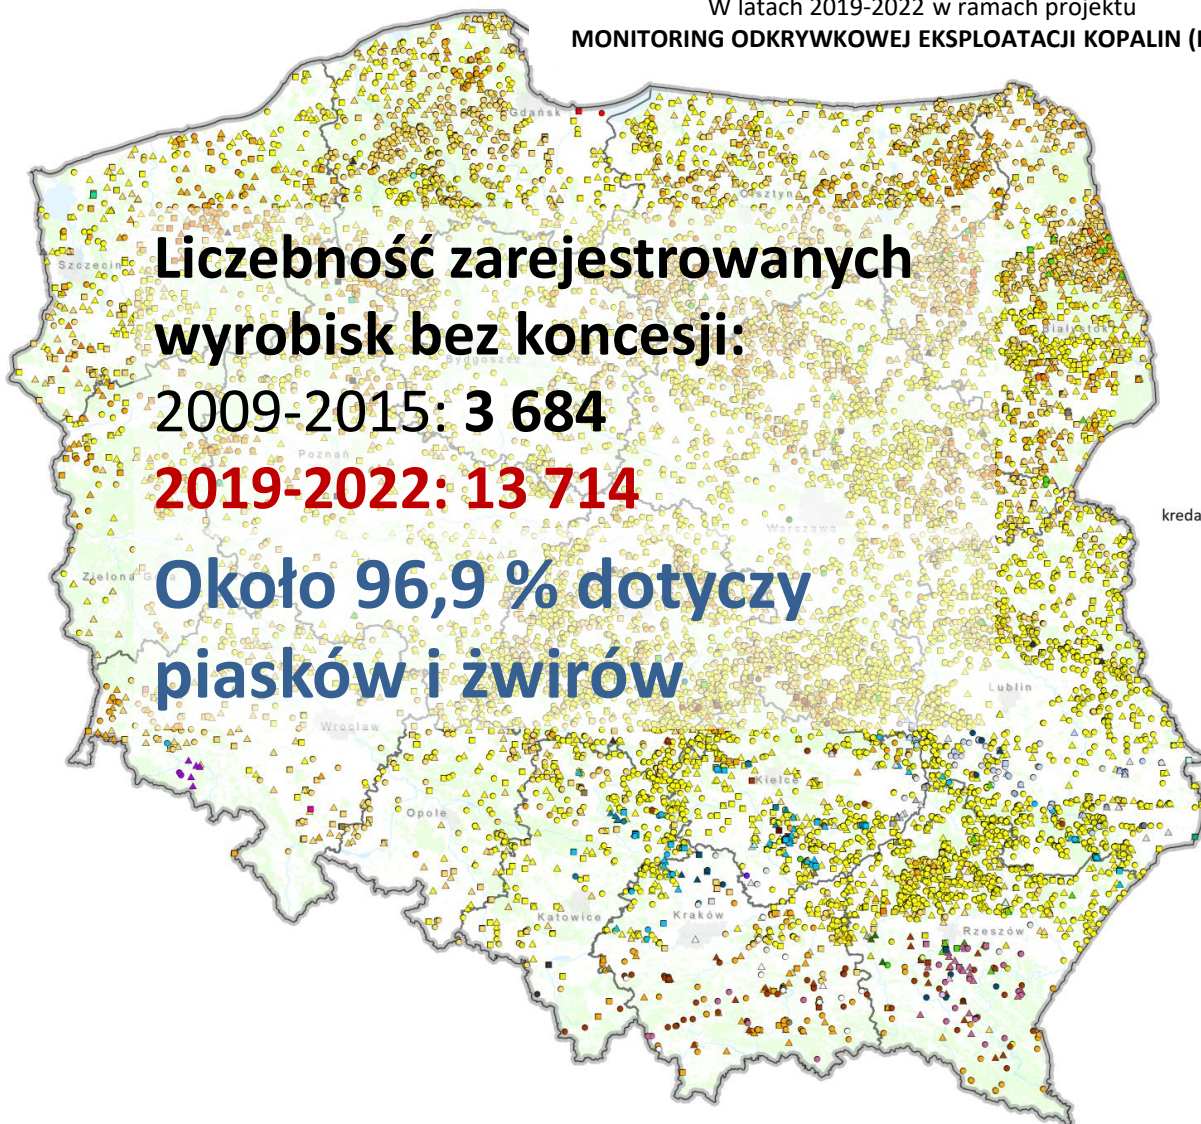 W latach 2019-2022 w ramach projektu
MONITORING ODKRYWKOWEJ EKSPLOATACJI KOPALIN (
Gdańsk
Olsztyn
Liczebność zarejestrowanych
Szczecin
wyrobisk bez koncesji:
Białystok
Bydgoszcz
2009-2015: 3 684
Poznań
2019-2022: 13 714
kreda
Warszawa
Około 96,9 % dotyczy
Zielona Góra
piasków i żwirów
Lublin
Wrocław
Kielce
Opole
Katowice
Kraków
Rzeszów